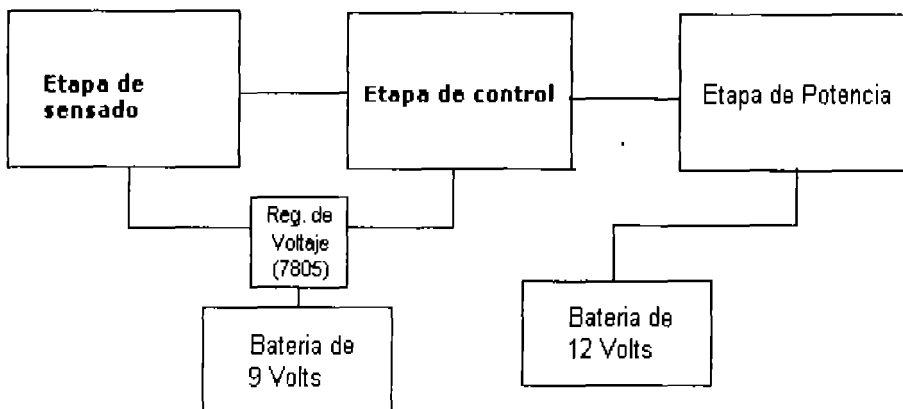 Etapa de
sensado
Etapa de control
Etapa de Potencia
Reg. de
Voltaje
(7805)
Bateria de
9 Volts
Bateria de
12 Volts